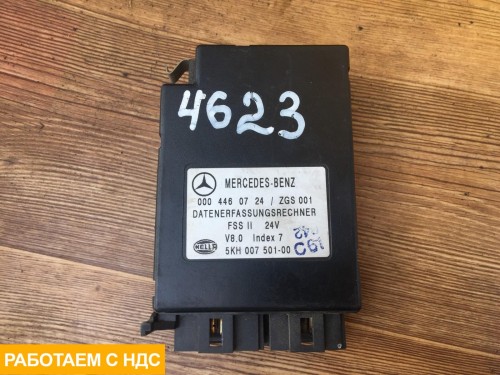 4623
MERCEDES-BENZ
000 446 07 24 / ZGS 001
DATENERFASSUNGSRECHNER
FSS II 24V
V8.0 Index 7
HELLA
5KH 007 501-00
РАБОТАЕМ С НДС